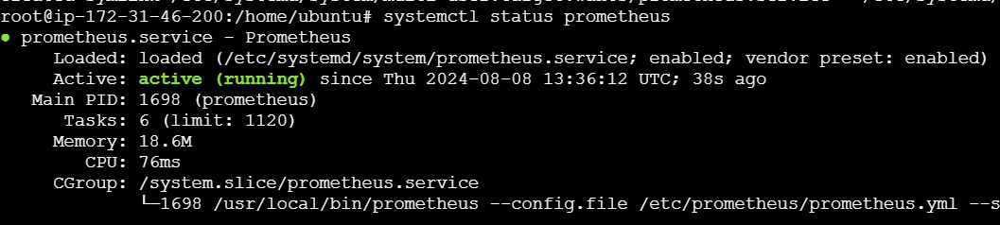 root@ip-172-31-46-200:/home/ubuntu# systemctl status prometheus
● prometheus.service - Prometheus
Loaded: loaded (/etc/systemd/system/prometheus.service; enabled; vendor preset: enabled)
Active: active (running) since Thu 2024-08-08 13:36:12 UTC; 38s ago
Main PID: 1698 (prometheus)
Tasks: 6 (limit: 1120)
Memory: 18.6M
CPU: 76ms
CGroup: /system.slice/prometheus.service
└─1698 /usr/local/bin/prometheus --config.file /etc/prometheus/prometheus.yml --s